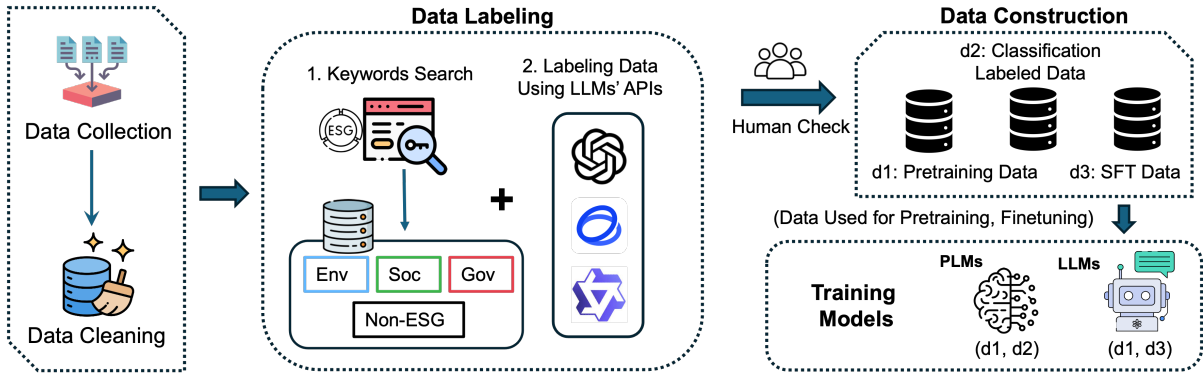 Data Collection
Data Cleaning
Data Labeling
1. Keywords Search
ESG
Env
Soc
Gov
Non-ESG
+
2. Labeling Data
Using LLMs' APIs
Human Check
Data Construction
d2: Classification
Labeled Data
d1: Pretraining Data
d3: SFT Data
(Data Used for Pretraining, Finetuning)
Training
Models
PLMs
(d1, d2)
LLMs
(d1, d3)